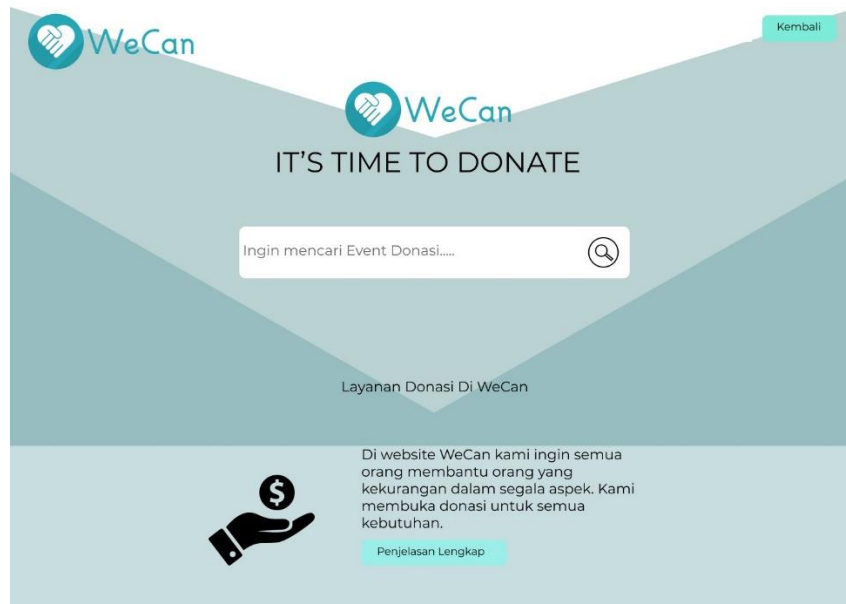 WeCan
Kembali
WeCan
IT'S TIME TO DONATE
Ingin mencari Event Donasi.....
Layanan Donasi Di WeCan
$
Di website WeCan kami ingin semua
orang membantu orang yang
kekurangan dalam segala aspek. Kami
membuka donasi untuk semua
kebutuhan.
Penjelasan Lengkap